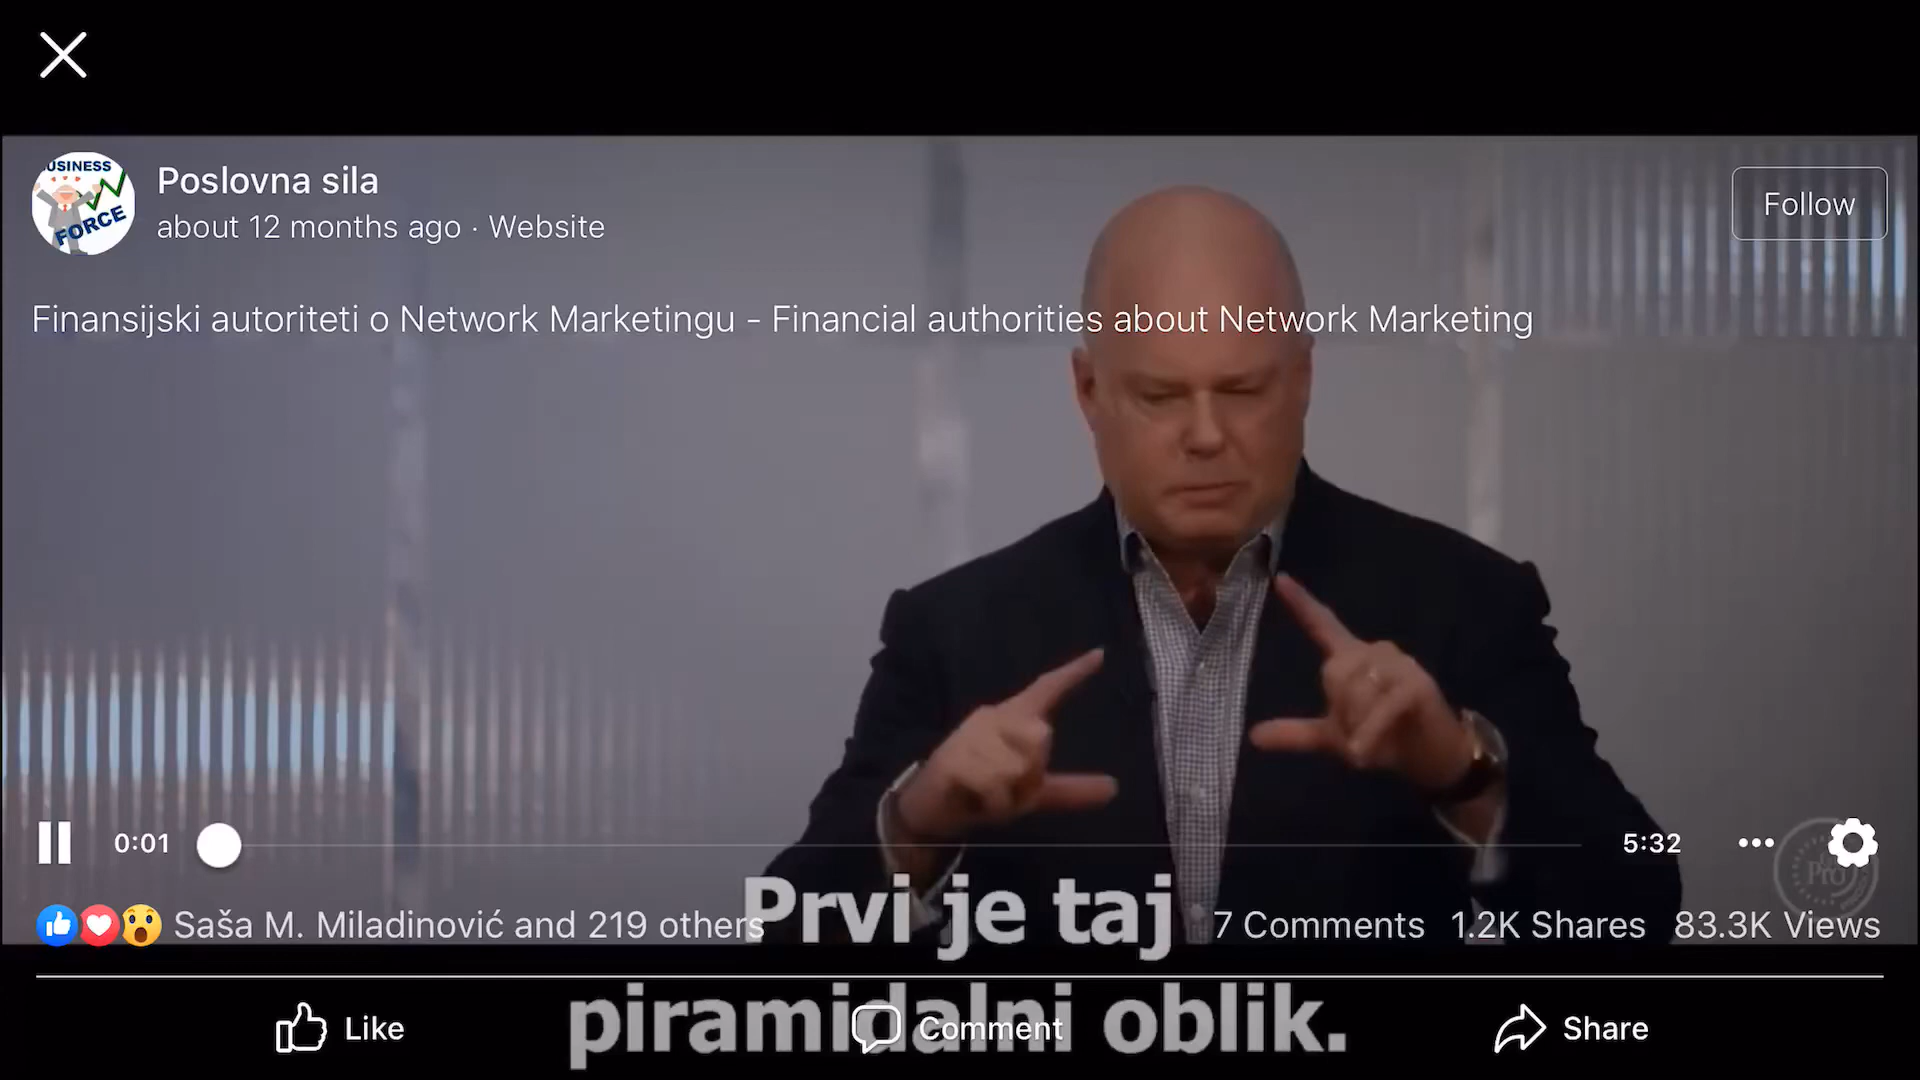 USINESS
FORCE
Poslovna sila
about 12 months ago · Website
Follow
Finansijski autoriteti o Network Marketingu - Financial authorities about Network Marketing
0:01
5:32
Pro
Saša M. Miladinović and 219 others
7 Comments 1.2K Shares 83.3K Views
Prvi je taj
piramidalni oblik.
Like
Comment
Share